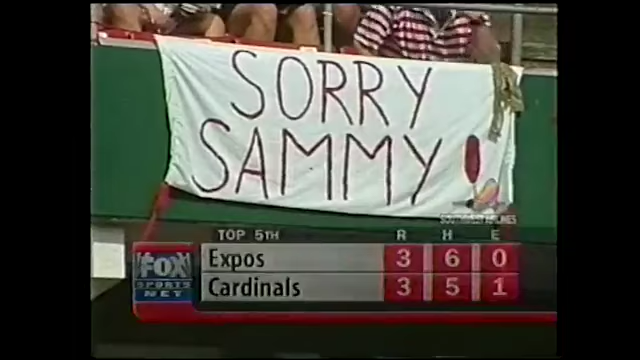 SORRY
SAMMY!
SOUTHWEST AIRLINES
TOP 5TH R H E
Expos 3 6 0
Cardinals 3 5 1
FOX
SPORTS
NET